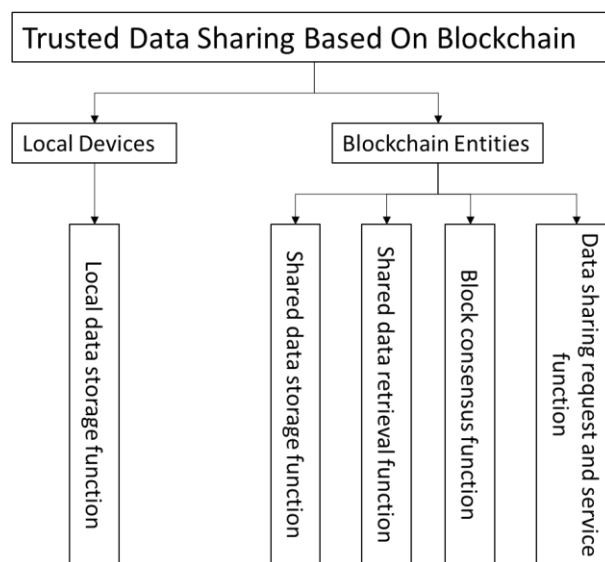 Trusted Data Sharing Based On Blockchain
Local Devices
Blockchain Entities
Local data storage function
Shared data storage function
Shared data retrieval function
Block consensus function
Data sharing request and service
function